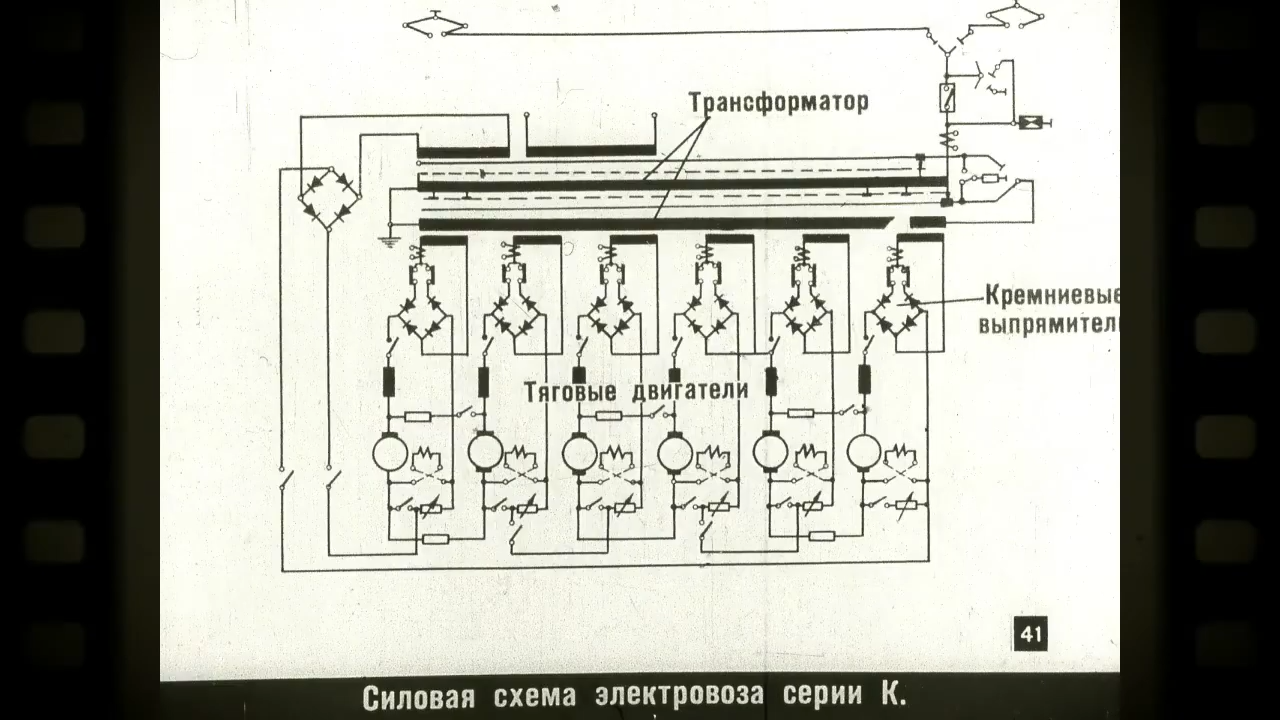 Трансформатор
Кремниевые
выпрямител
Тяговые двигатели
41
Силовая схема электровоза серии К.